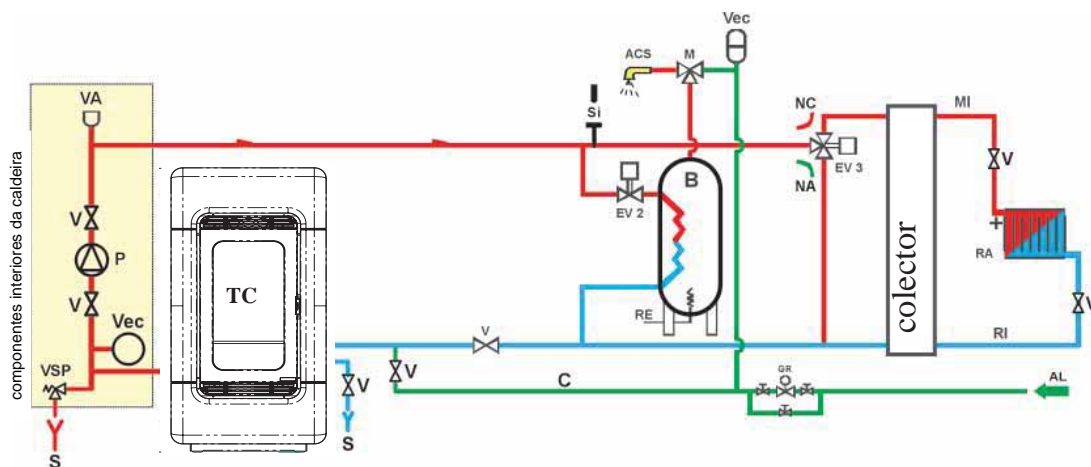 componentes interiores da caldeira
VA
V
P
V
Vec
VSP
S
TC
V
S
Si
EV 2
ACS
M
Vec
B
RE
V
V
C
GR
AL
NC
NA
EV 3
colector
MI
V
+
RA
V
RI